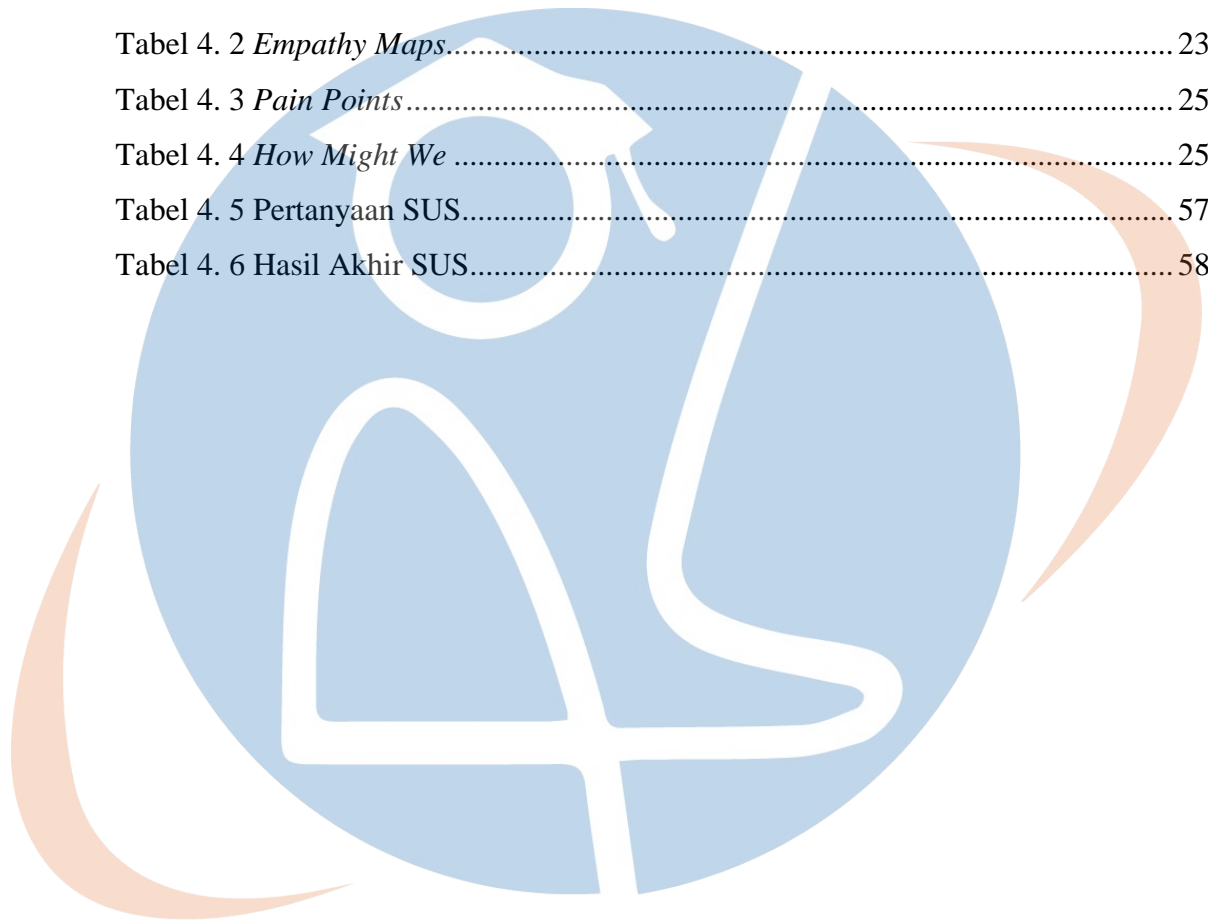 Tabel 4. 2 Empathy Maps........................................................................................................ 23
Tabel 4. 3 Pain Points.............................................................................................................. 25
Tabel 4. 4 How Might We ....................................................................................................... 25
Tabel 4. 5 Pertanyaan SUS...................................................................................................... 57
Tabel 4. 6 Hasil Akhir SUS..................................................................................................... 58